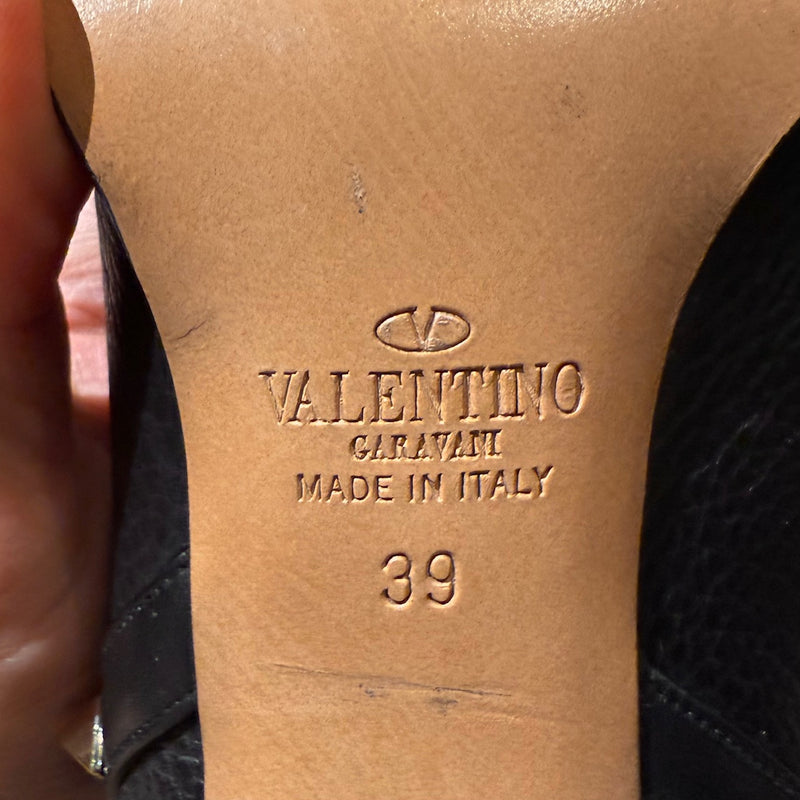 V
VALENTINO
GARAVANI
MADE IN ITALY
39